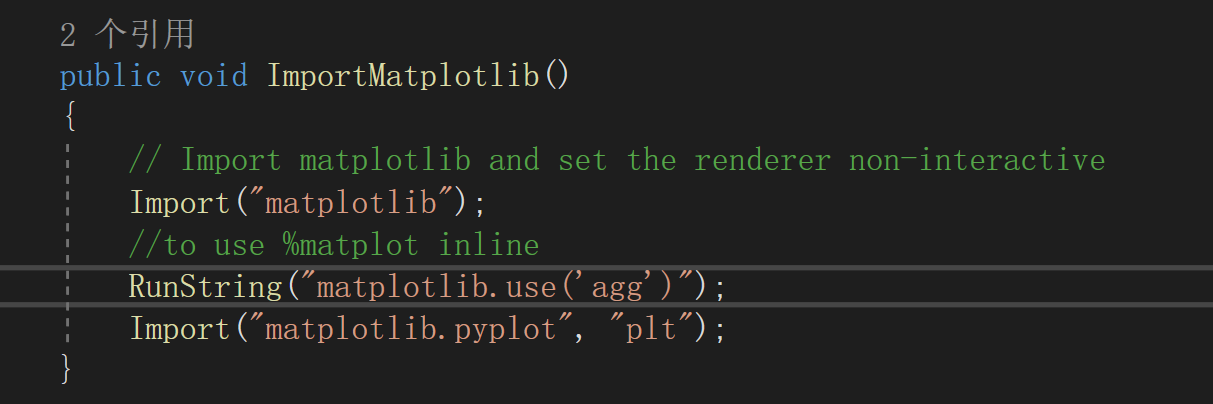 2 个引用
public void ImportMatplotlib()
{
// Import matplotlib and set the renderer non-interactive
Import("matplotlib");
//to use %matplot inline
RunString("matplotlib.use('agg')");
Import("matplotlib.pyplot", "plt");
}